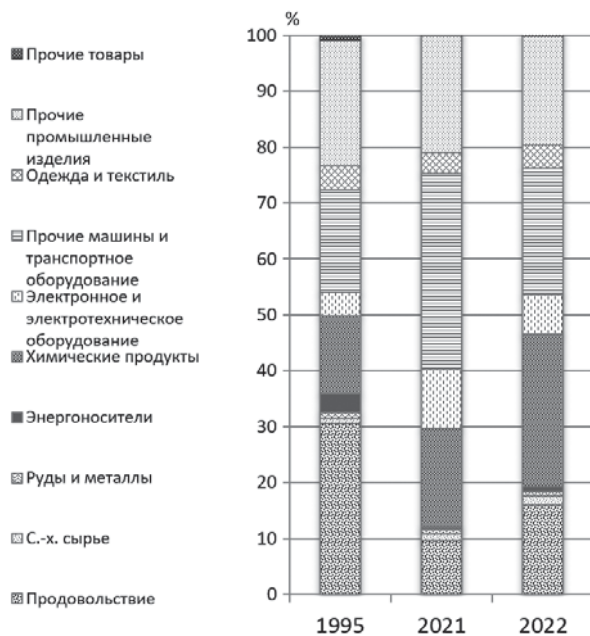 %
Прочие товары
Прочие
промышленные
изделия
Одежда и текстиль
Прочие машины и
транспортное
оборудование
Электронное и
электротехническое
оборудование
Химические продукты
Энергоносители
Руды и металлы
С.-х. сырье
Продовольствие
100
90
80
70
60
50
40
30
20
10
0
1995 2021 2022